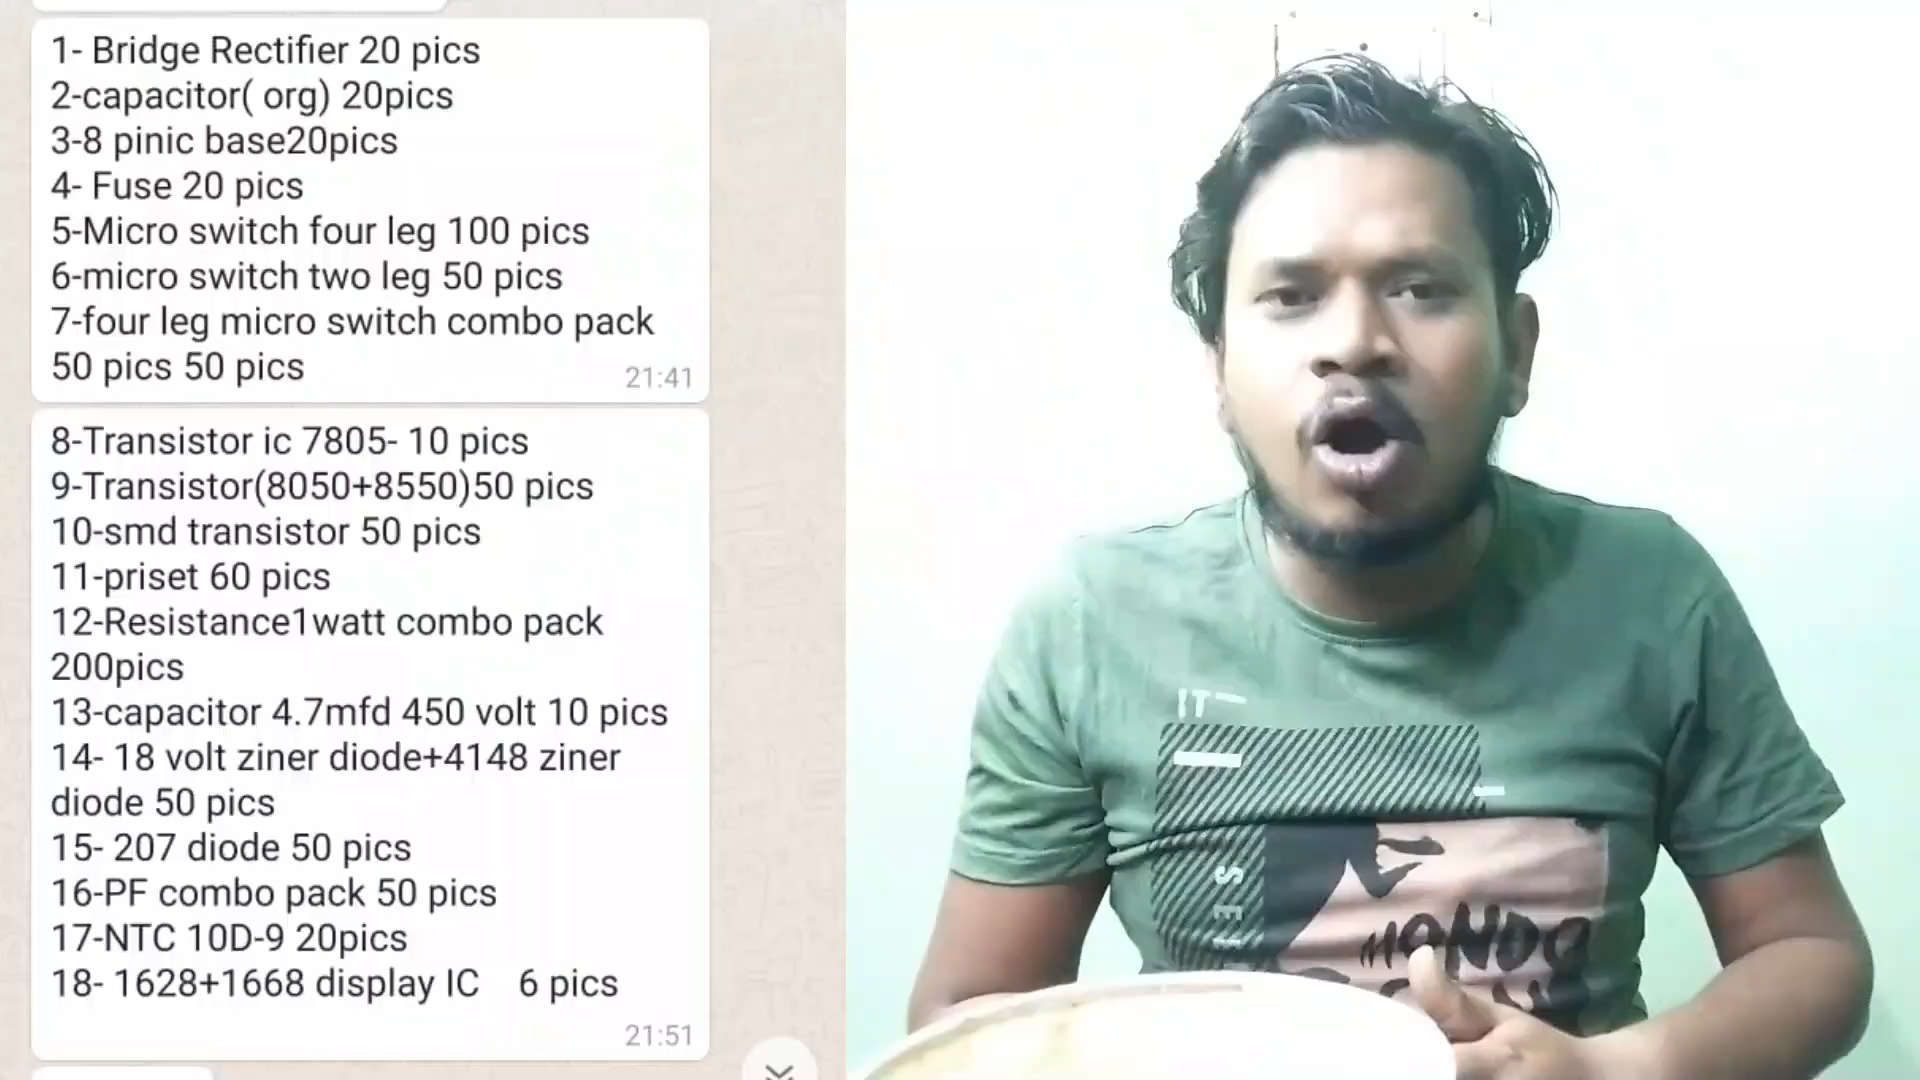 1- Bridge Rectifier 20 pics
2-capacitor( org) 20pics
3-8 pinic base20pics
4- Fuse 20 pics
5-Micro switch four leg 100 pics
6-micro switch two leg 50 pics
7-four leg micro switch combo pack
50 pics 50 pics
21:41
8-Transistor ic 7805- 10 pics
9-Transistor(8050+8550)50 pics
10-smd transistor 50 pics
11-priset 60 pics
12-Resistance1watt combo pack
200pics
13-capacitor 4.7mfd 450 volt 10 pics
14- 18 volt ziner diode+4148 ziner
diode 50 pics
15- 207 diode 50 pics
16-PF combo pack 50 pics
17-NTC 10D-9 20pics
18- 1628+1668 display IC    6 pics
21:51